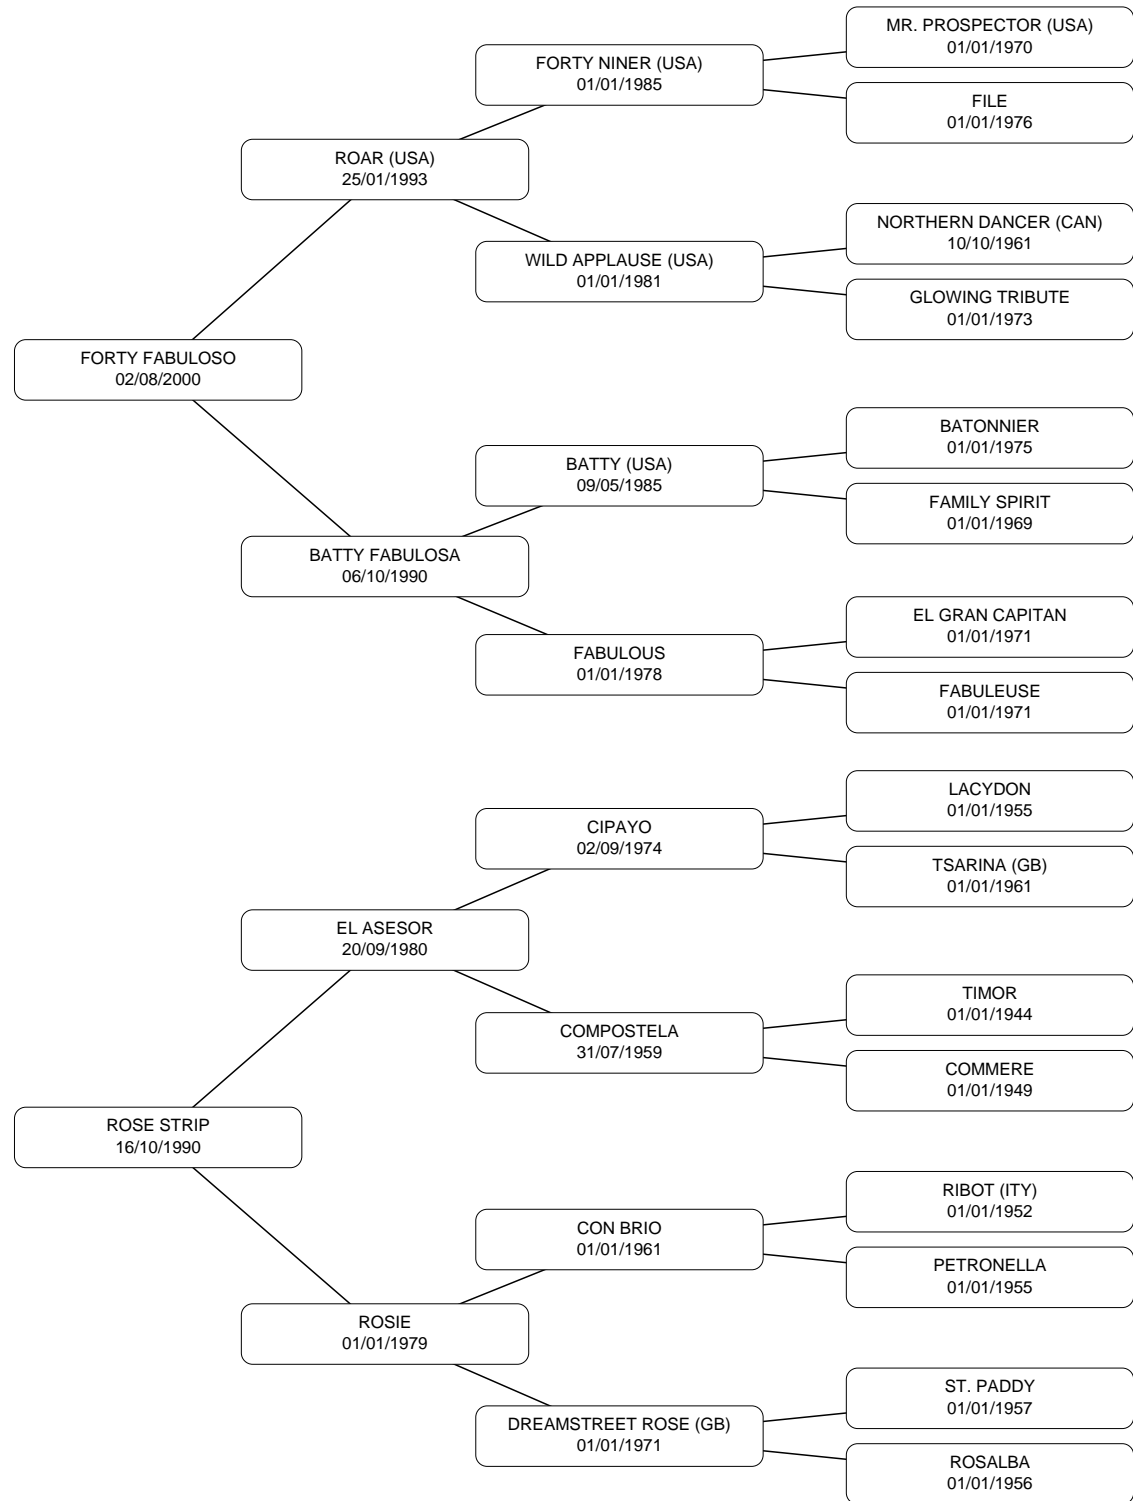 MR. PROSPECTOR (USA)
01/01/1970
FORTY NINER (USA)
01/01/1985
FILE
01/01/1976
ROAR (USA)
25/01/1993
NORTHERN DANCER (CAN)
10/10/1961
WILD APPLAUSE (USA)
01/01/1981
GLOWING TRIBUTE
01/01/1973
FORTY FABULOSO
02/08/2000
BATONNIER
01/01/1975
BATTY (USA)
09/05/1985
FAMILY SPIRIT
01/01/1969
BATTY FABULOSA
06/10/1990
EL GRAN CAPITAN
01/01/1971
FABULOUS
01/01/1978
FABULEUSE
01/01/1971
LACYDON
01/01/1955
CIPAYO
02/09/1974
TSARINA (GB)
01/01/1961
EL ASESOR
20/09/1980
TIMOR
01/01/1944
COMPOSTELA
31/07/1959
COMMERE
01/01/1949
ROSE STRIP
16/10/1990
RIBOT (ITY)
01/01/1952
CON BRIO
01/01/1961
PETRONELLA
01/01/1955
ROSIE
01/01/1979
ST. PADDY
01/01/1957
DREAMSTREET ROSE (GB)
01/01/1971
ROSALBA
01/01/1956